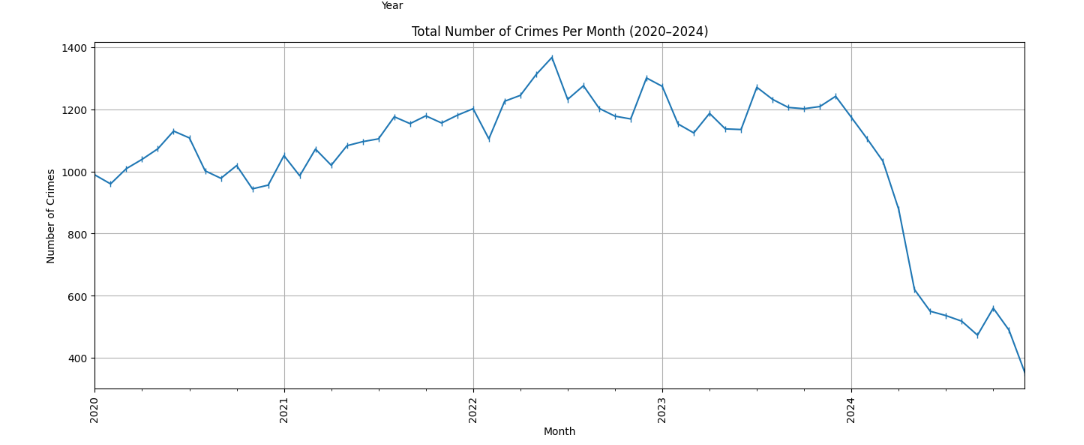 Year
Total Number of Crimes Per Month (2020–2024)
1400
1200
1000
800
600
400
Number of Crimes
2020
2021
2022
2023
2024
Month